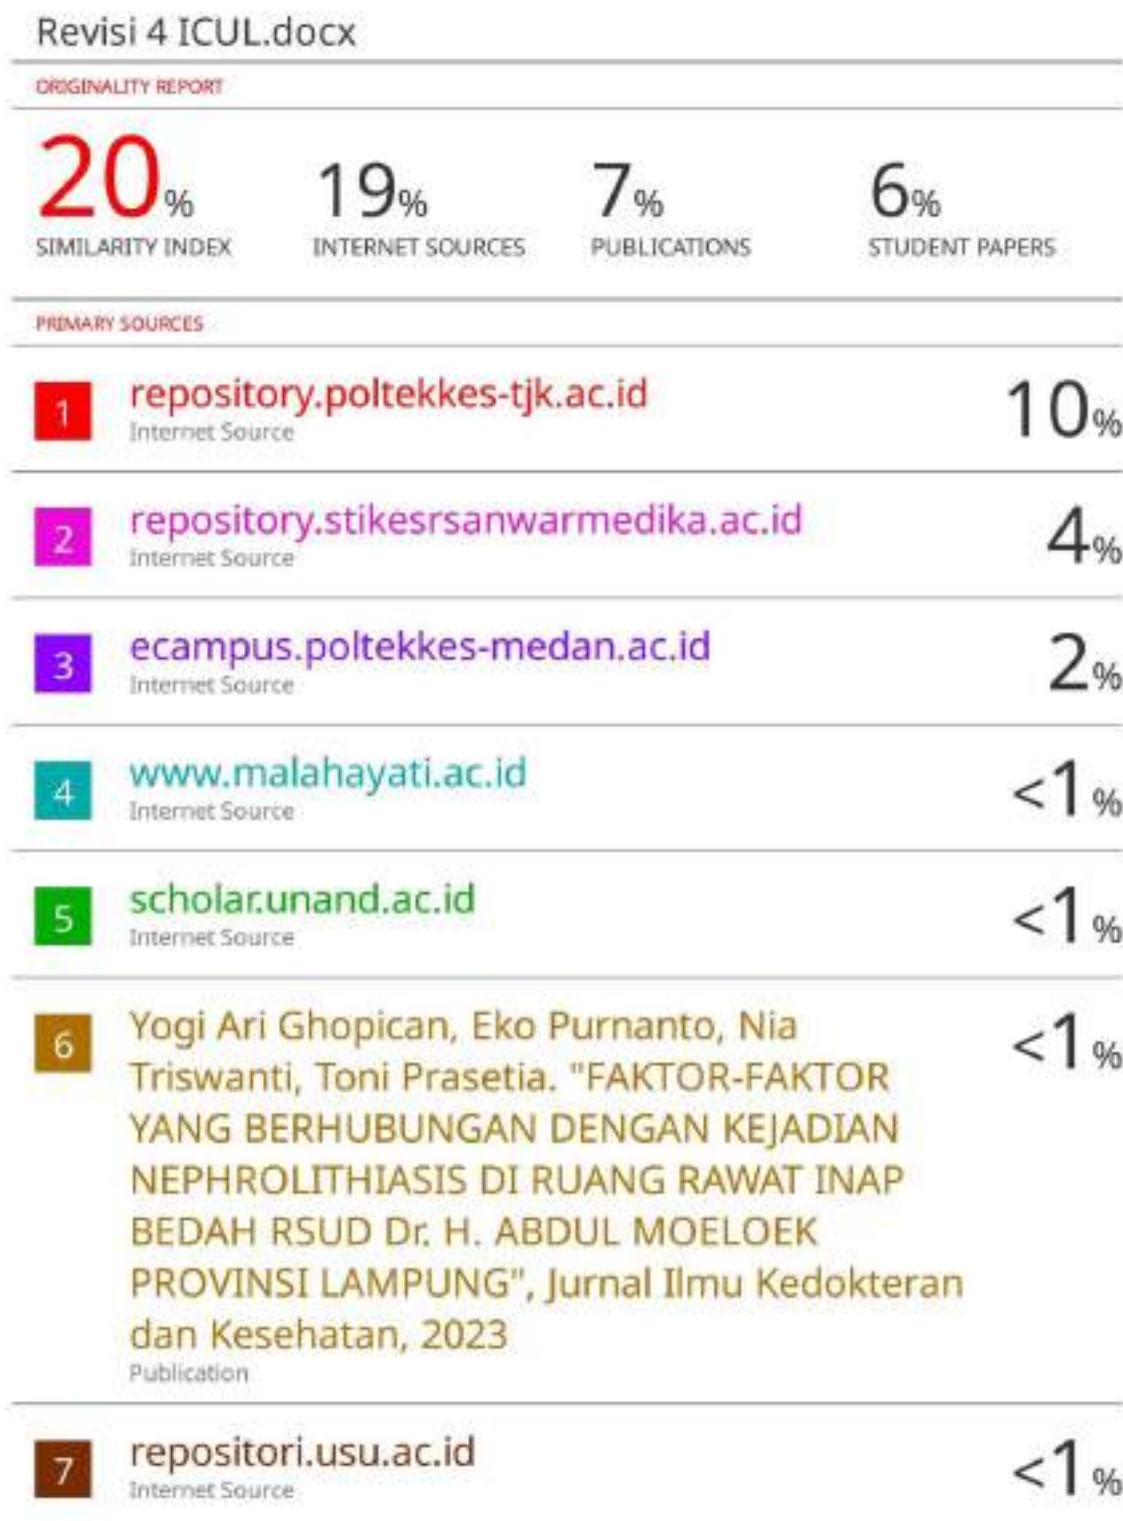 Revisi 4 ICUL.docx
ORIGINALITY REPORT
20% 19% 7% 6%
SIMILARITY INDEX INTERNET SOURCES PUBLICATIONS STUDENT PAPERS
PRIMARY SOURCES
1 repository.poltekkes-tjk.ac.id 10%
Internet Source
2 repository.stikesrsanwarmedika.ac.id 4%
Internet Source
3 ecampus.poltekkes-medan.ac.id 2%
Internet Source
4 www.malahayati.ac.id <1%
Internet Source
5 scholar.unand.ac.id <1%
Internet Source
6 Yogi Ari Ghopican, Eko Purnanto, Nia <1%
Triswanti, Toni Prasetia. "FAKTOR-FAKTOR
YANG BERHUBUNGAN DENGAN KEJADIAN
NEPHROLITHIASIS DI RUANG RAWAT INAP
BEDAH RSUD Dr. H. ABDUL MOELOEK
PROVINSI LAMPUNG", Jurnal Ilmu Kedokteran
dan Kesehatan, 2023
Publication
7 repositori.usu.ac.id <1%
Internet Source